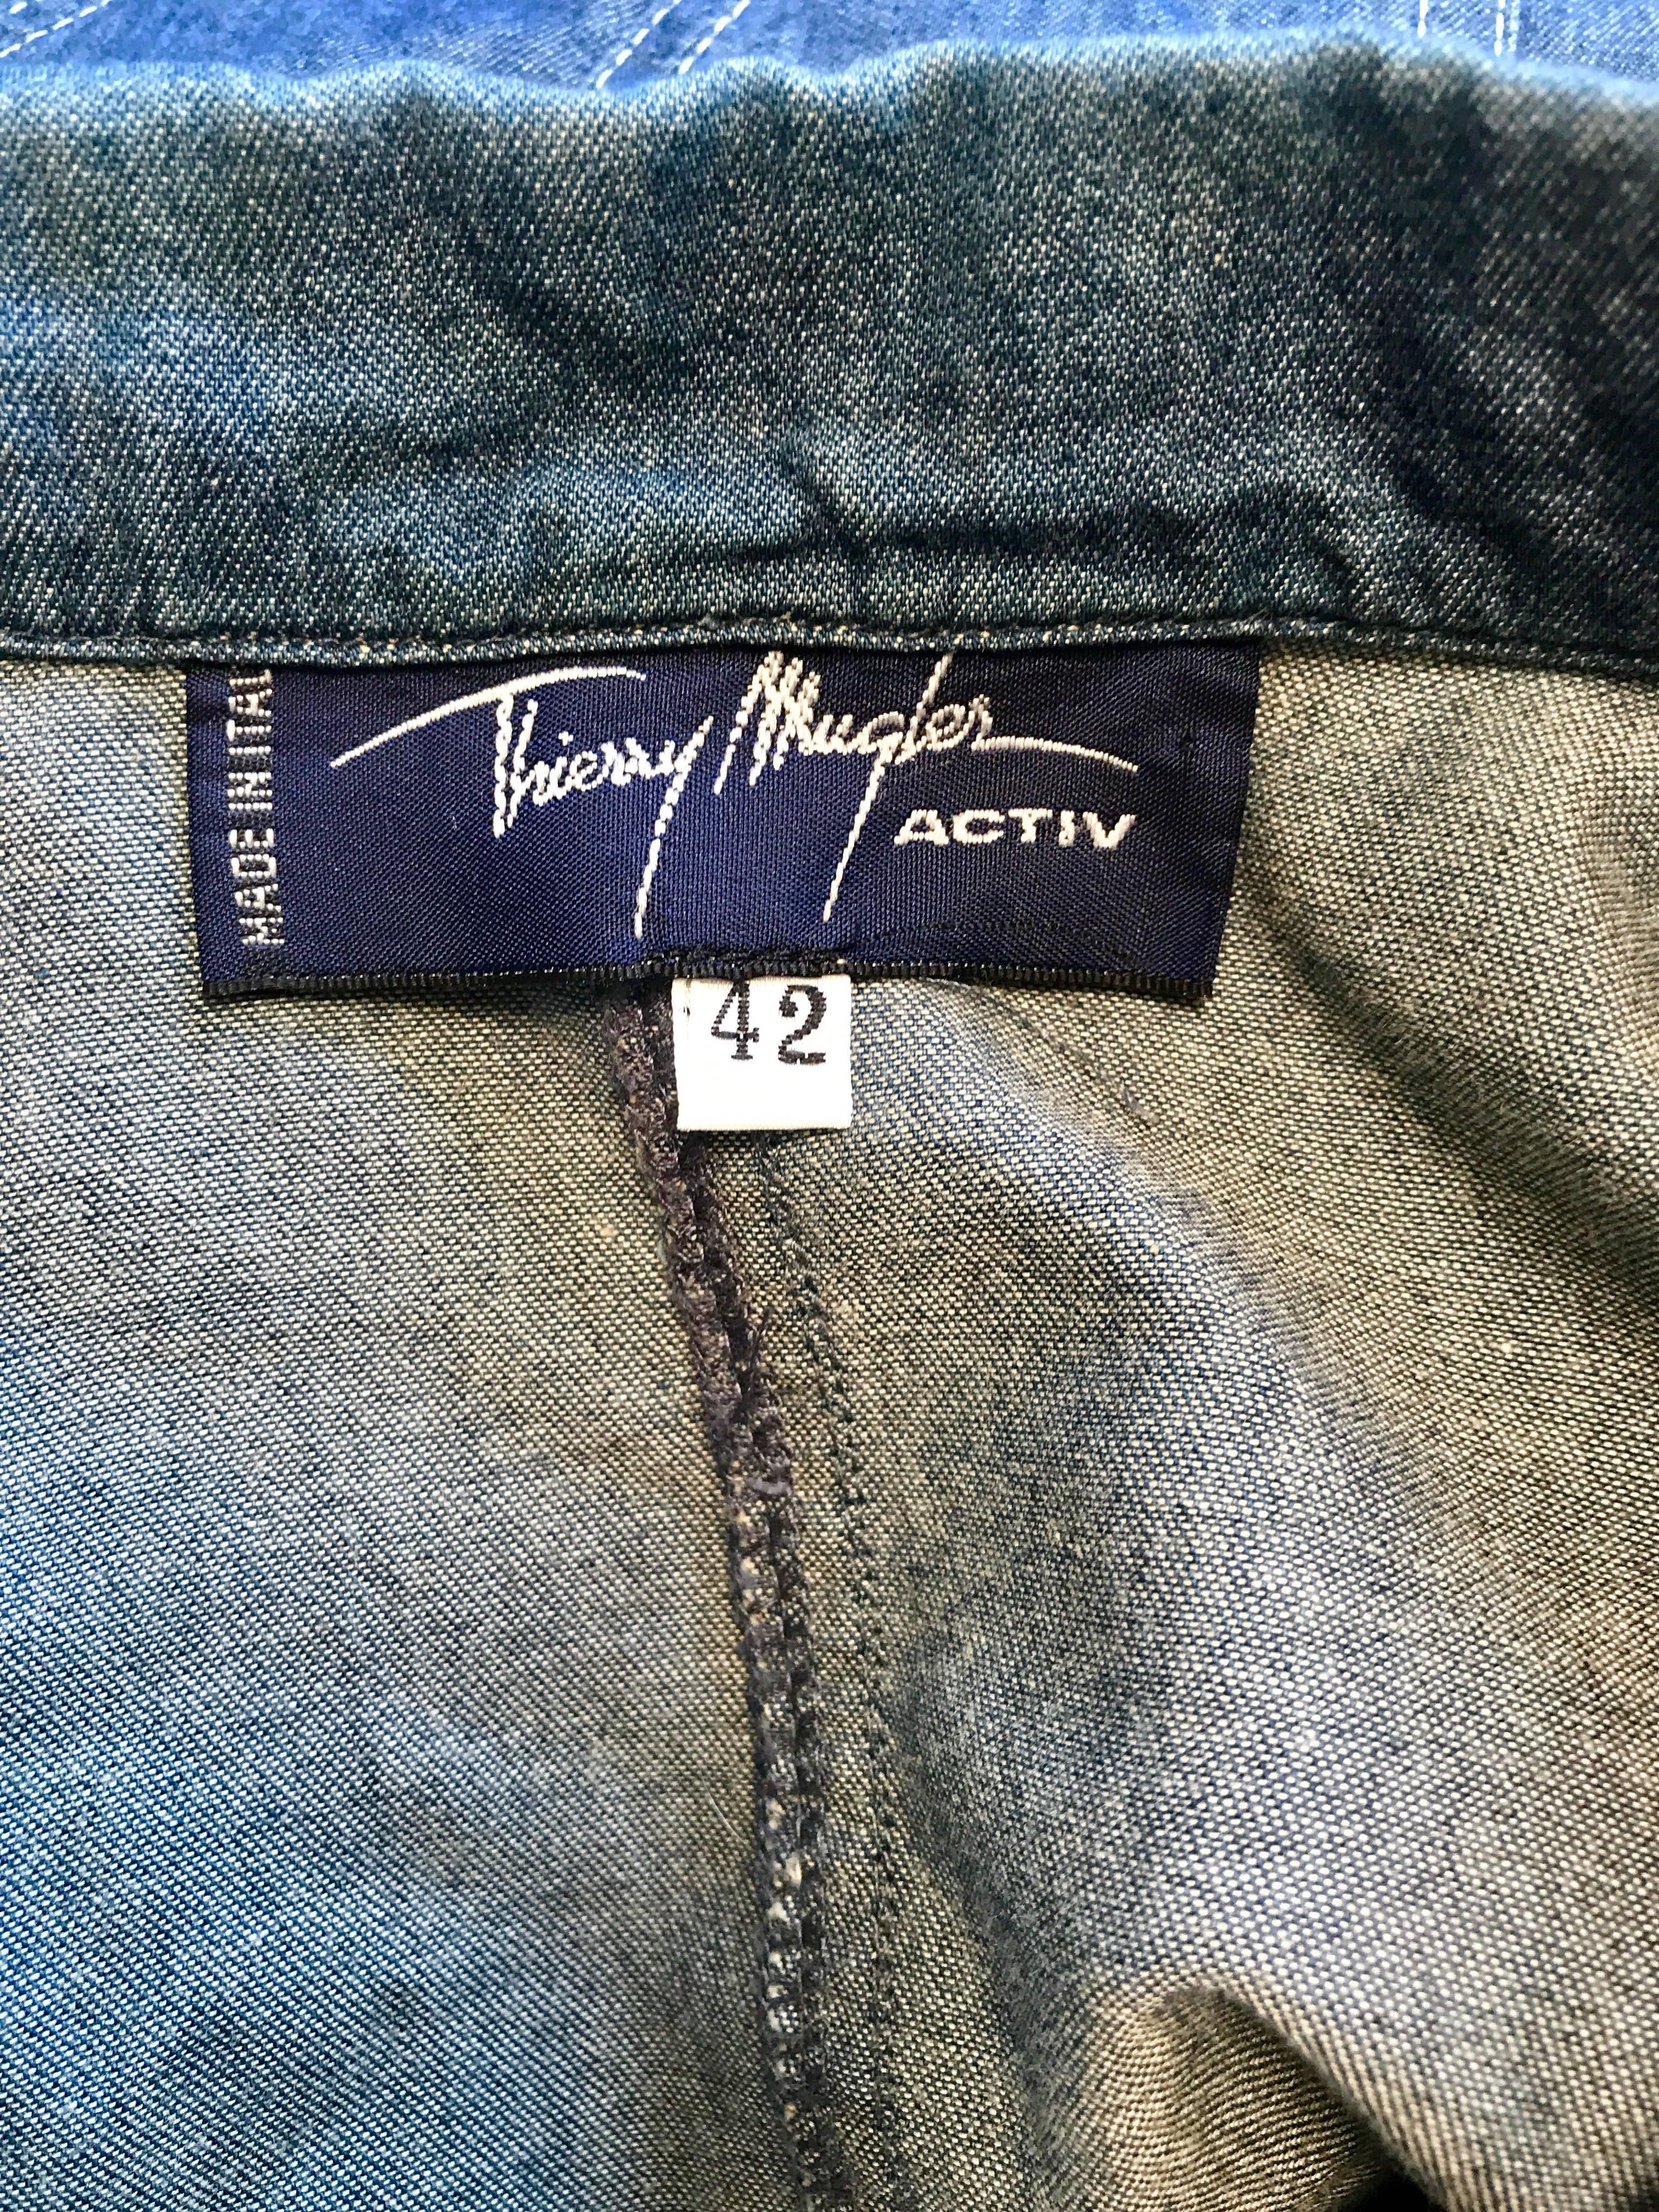 MADE IN ITALY
Thierry Mugler
ACTIV
42